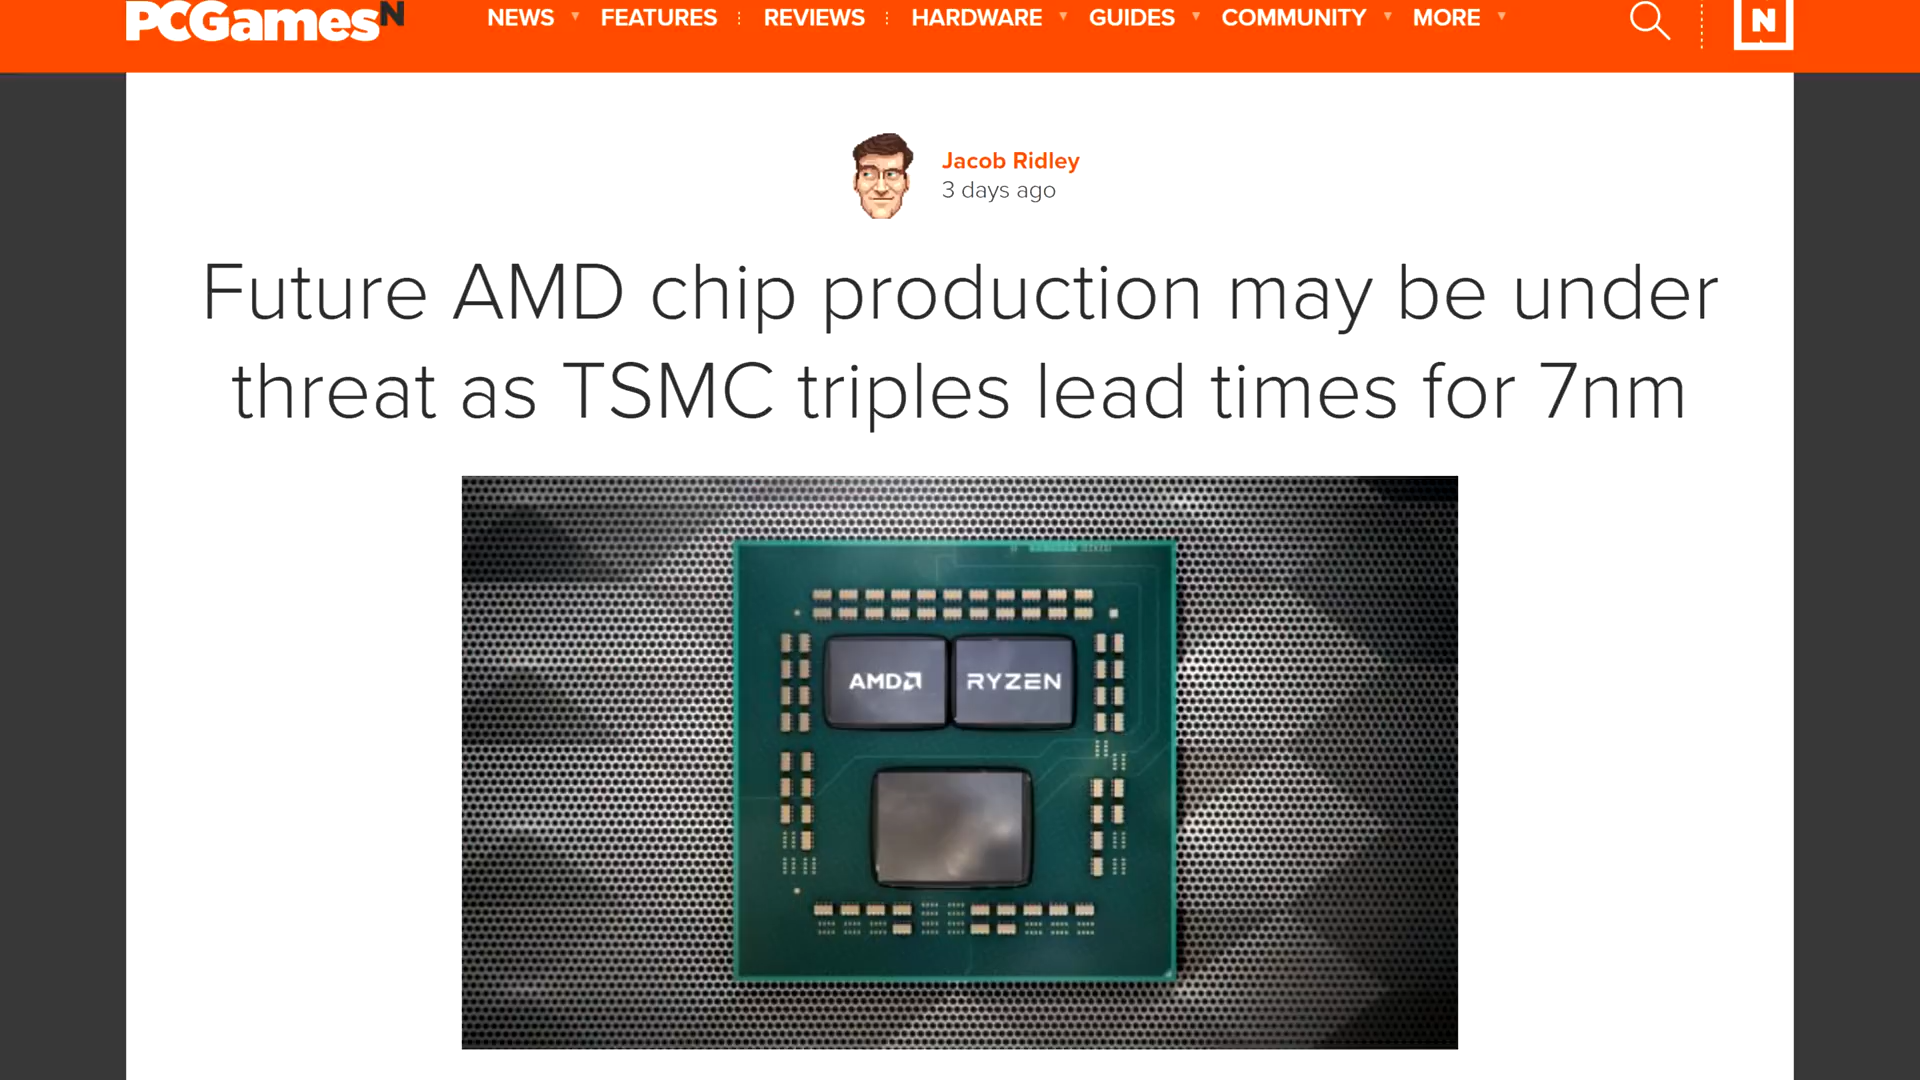 PCGamesN
NEWS FEATURES REVIEWS HARDWARE GUIDES COMMUNITY MORE
N
Jacob Ridley
3 days ago
Future AMD chip production may be under
threat as TSMC triples lead times for 7nm
AMD RYZEN